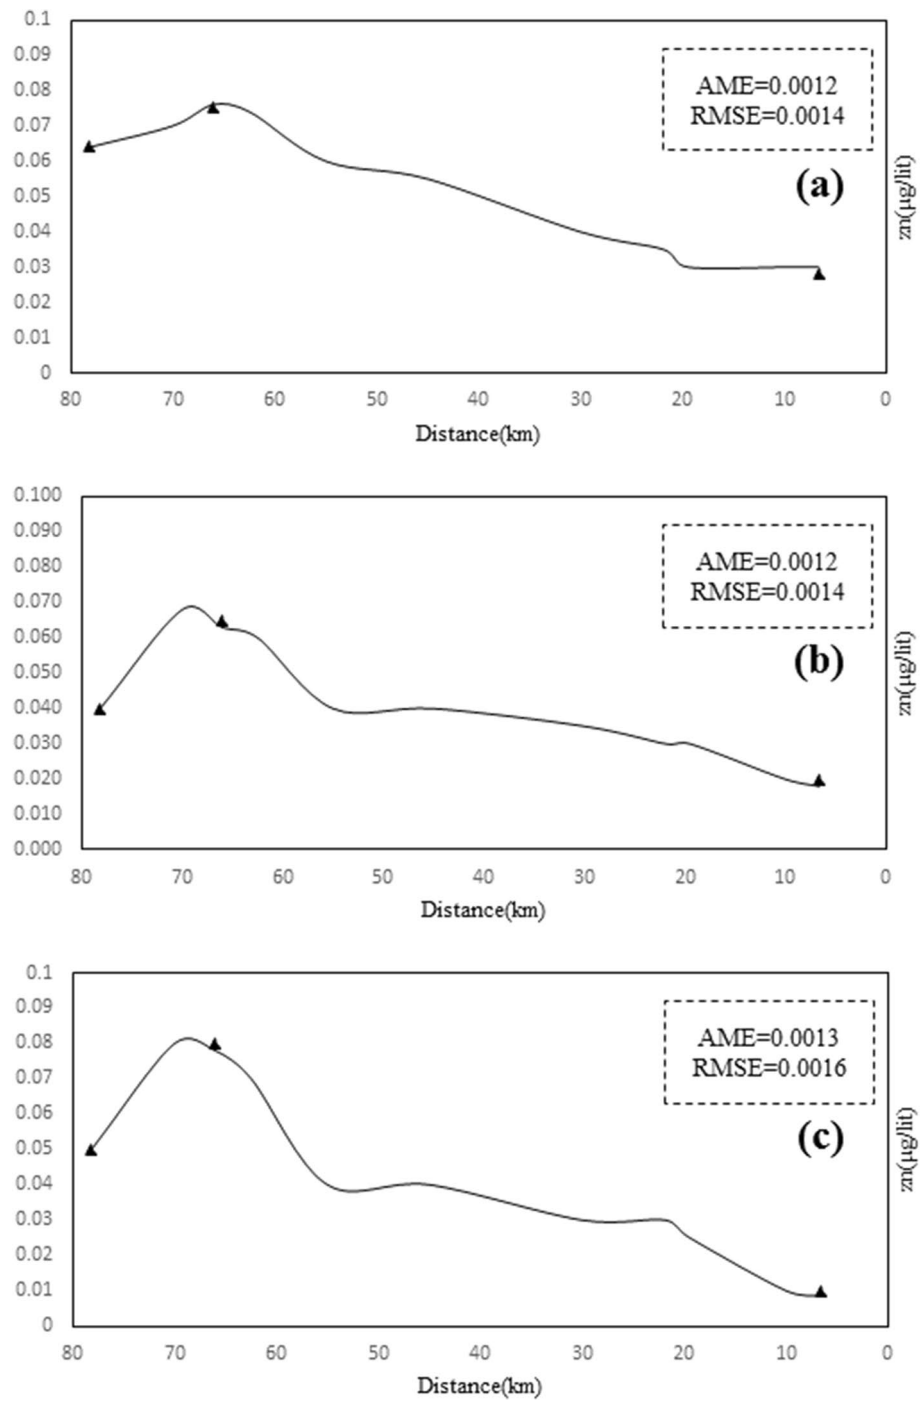 0.1
0.09
0.08
0.07
0.06
0.05
0.04
0.03
0.02
0.01
0
AME=0.0012
RMSE=0.0014
(a)
zn(µg/lit)
80 70 60 50 40 30 20 10 0
Distance(km)
0.100
0.090
0.080
0.070
0.060
0.050
0.040
0.030
0.020
0.010
0.000
AME=0.0012
RMSE=0.0014
(b)
zn(µg/lit)
80 70 60 50 40 30 20 10 0
Distance(km)
0.1
0.09
0.08
0.07
0.06
0.05
0.04
0.03
0.02
0.01
0
AME=0.0013
RMSE=0.0016
(c)
zn(µg/lit)
80 70 60 50 40 30 20 10 0
Distance(km)